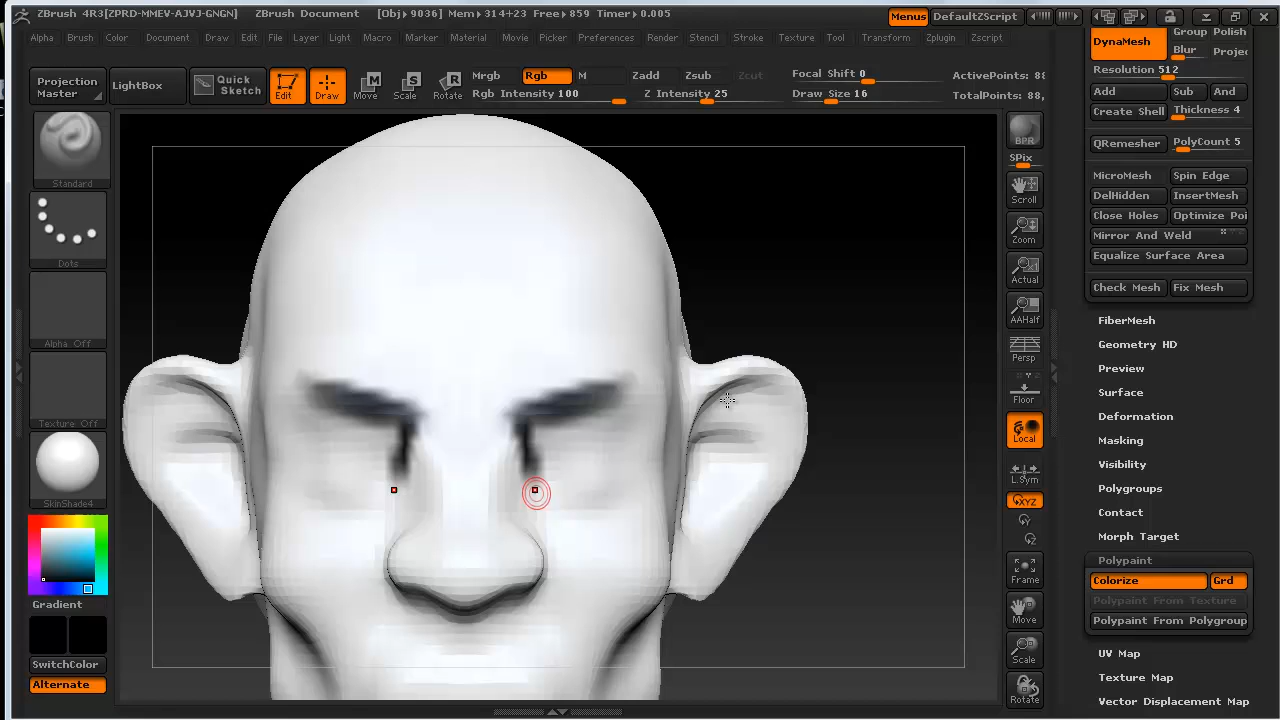 ZBrush 4R3[ZPRD-MMEV-AJVJ-GNGN] ZBrush Document [Obj▸9036] Mem▸314+23 Free▸859 Timer▸0.005 Menus DefaultZScript
Alpha Brush Color Document Draw Edit File Layer Light Macro Marker Material Movie Picker Preferences Render Stencil Stroke Texture Tool Transform Zplugin Zscript
Projection Master
LightBox
Quick Sketch
Edit
Draw
Move
Scale
Rotate
Mrgb Rgb M
Rgb Intensity 100
Zadd Zsub Zcut
Z Intensity 25
Focal Shift 0
Draw Size 16
ActivePoints: 88
TotalPoints: 88,
Standard
Dots
Alpha Off
Texture Off
SkinShade4
Gradient
SwitchColor
Alternate
BPR
SPix
Scroll
Zoom
Actual
AAHalf
Persp
Floor
Local
L.Sym
XYZ
Frame
Move
Scale
Rotate
DynaMesh
Group Polish
Blur Projec
Resolution 512
Add Sub And
Create Shell Thickness 4
QRemesher PolyCount 5
MicroMesh Spin Edge
DelHidden InsertMesh
Close Holes Optimize Poi
Mirror And Weld
Equalize Surface Area
Check Mesh Fix Mesh
FiberMesh
Geometry HD
Preview
Surface
Deformation
Masking
Visibility
Polygroups
Contact
Morph Target
Polypaint
Colorize Grd
Polypaint From Texture
Polypaint From Polygroup
UV Map
Texture Map
Vector Displacement Map